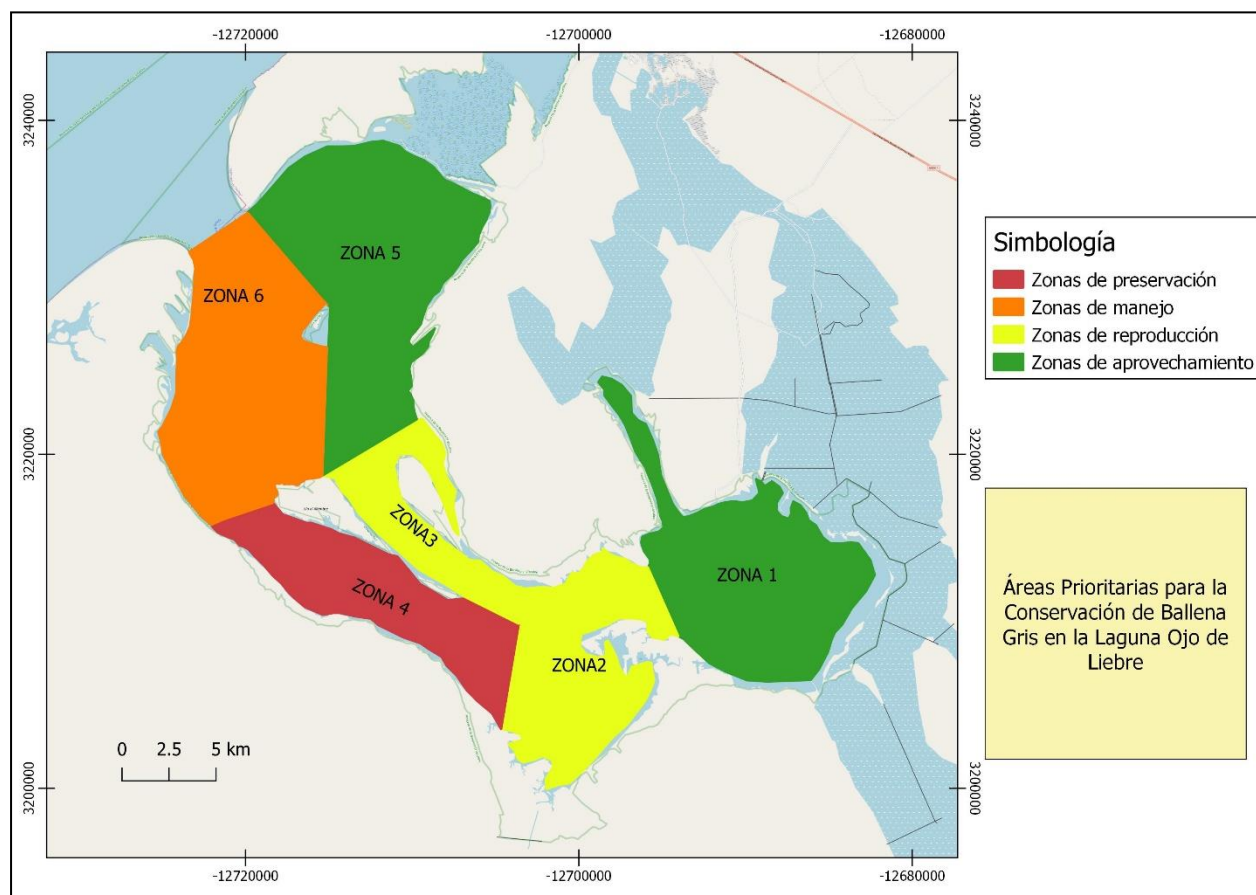 -12720000
-12700000
-12680000
3240000
3240000
ZONA 5
ZONA 6
Simbología
Zonas de preservación
Zonas de manejo
Zonas de reproducción
Zonas de aprovechamiento
3220000
3220000
ZONA3
ZONA 4
ZONA 1
ZONA2
Áreas Prioritarias para la
Conservación de Ballena
Gris en la Laguna Ojo de
Liebre
0 2.5 5 km
3200000
3200000
-12720000
-12700000
-12680000